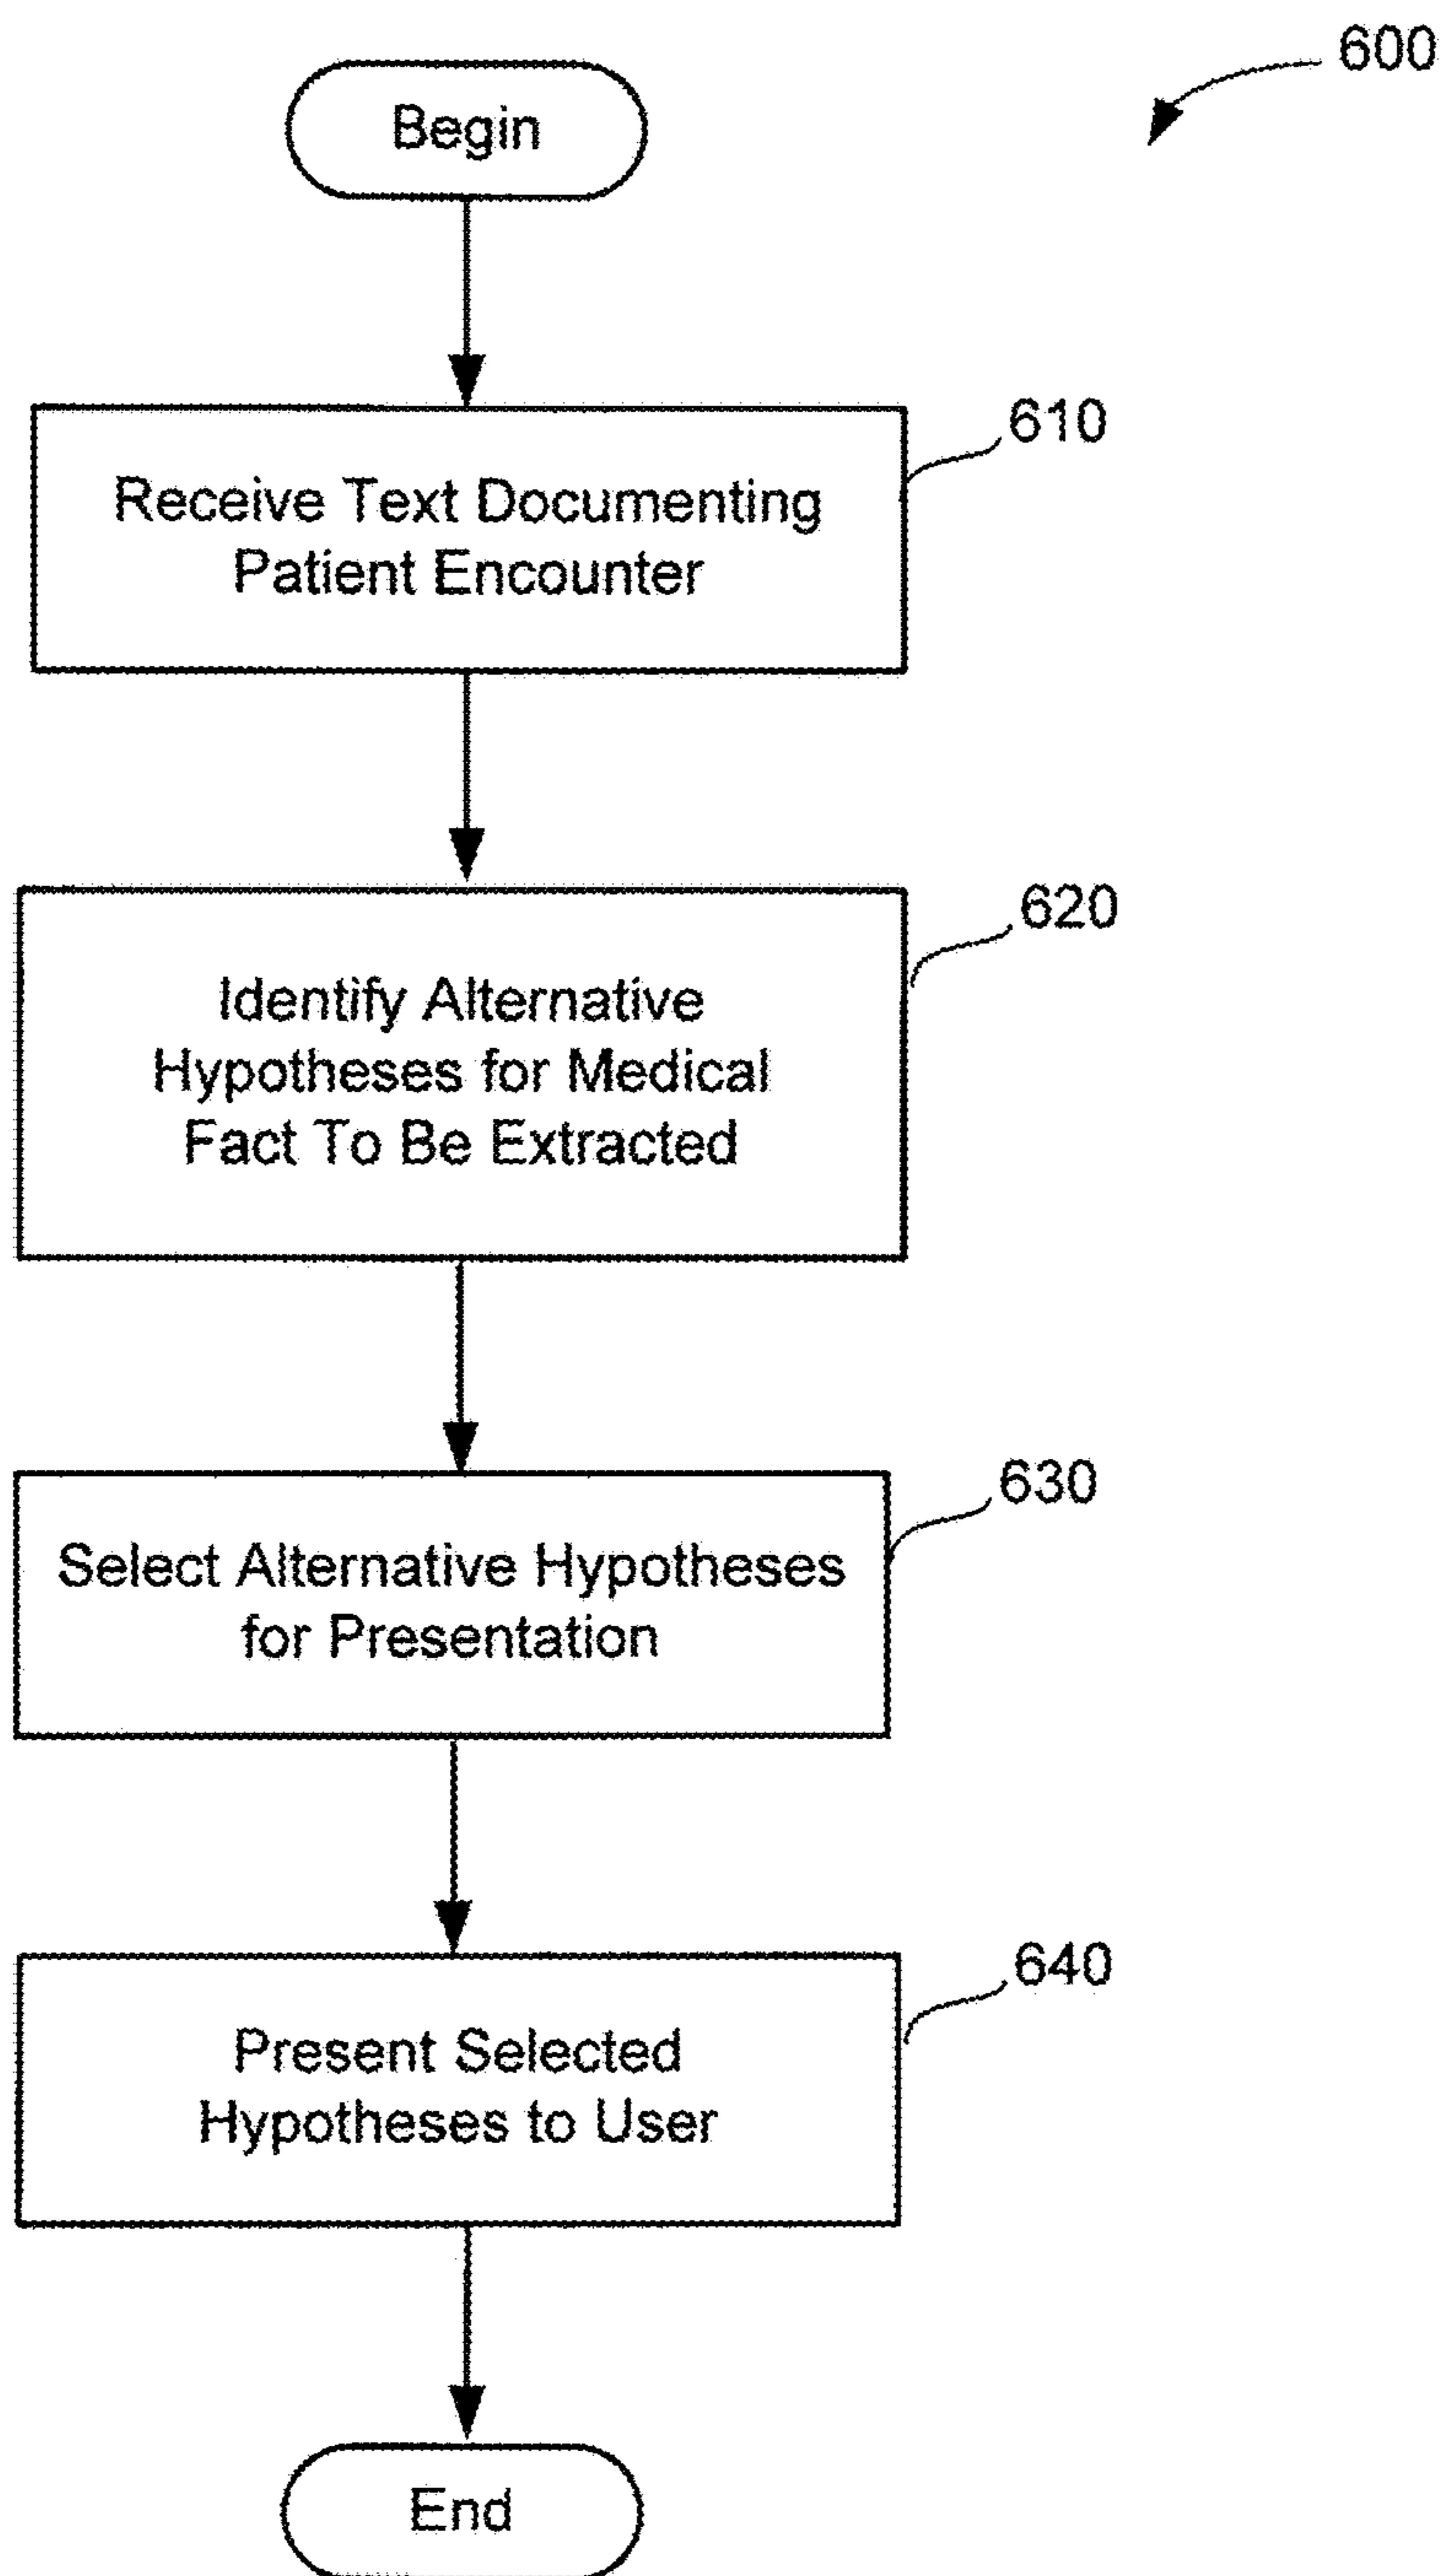 600
Begin
610
Receive Text Documenting
Patient Encounter
620
Identify Alternative
Hypotheses for Medical
Fact To Be Extracted
630
Select Alternative Hypotheses
for Presentation
640
Present Selected
Hypotheses to User
End